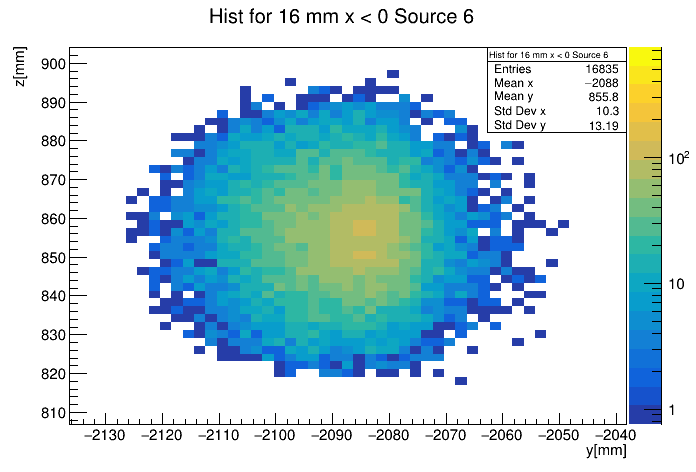 Hist for 16 mm x < 0 Source 6
z[mm]
900
890
880
870
860
850
840
830
820
810
Hist for 16 mm x < 0 Source 6
Entries 16835
Mean x −2088
Mean y 855.8
Std Dev x 10.3
Std Dev y 13.19
10²
10
1
−2130 −2120 −2110 −2100 −2090 −2080 −2070 −2060 −2050 −2040
y[mm]